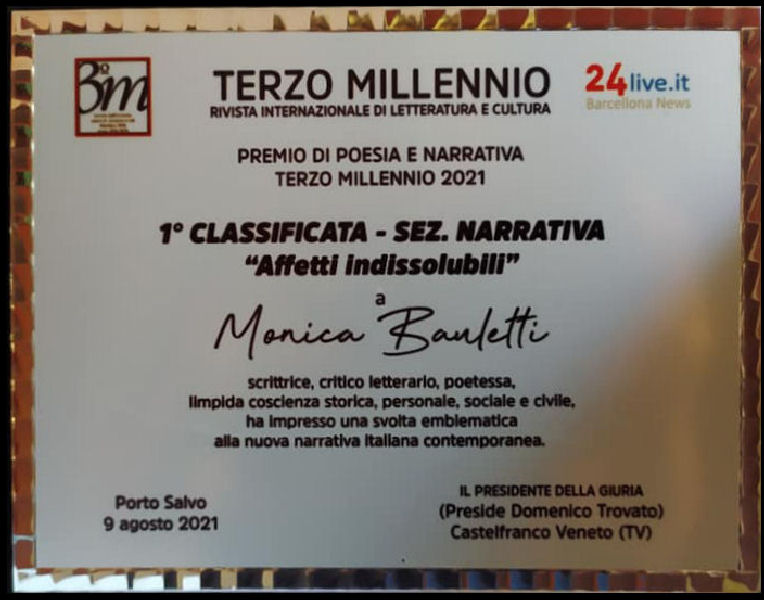 3°m
TERZO MILLENNIO
RIVISTA INTERNAZIONALE DI LETTERATURA E CULTURA
24live.it
Barcellona News
PREMIO DI POESIA E NARRATIVA
TERZO MILLENNIO 2021
1° CLASSIFICATA - SEZ. NARRATIVA
“Affetti indissolubili”
a
Monica Bauletti
scrittrice, critico letterario, poetessa,
limpida coscienza storica, personale, sociale e civile,
ha impresso una svolta emblematica
alla nuova narrativa italiana contemporanea.
Porto Salvo
9 agosto 2021
IL PRESIDENTE DELLA GIURIA
(Preside Domenico Trovato)
Castelfranco Veneto (TV)